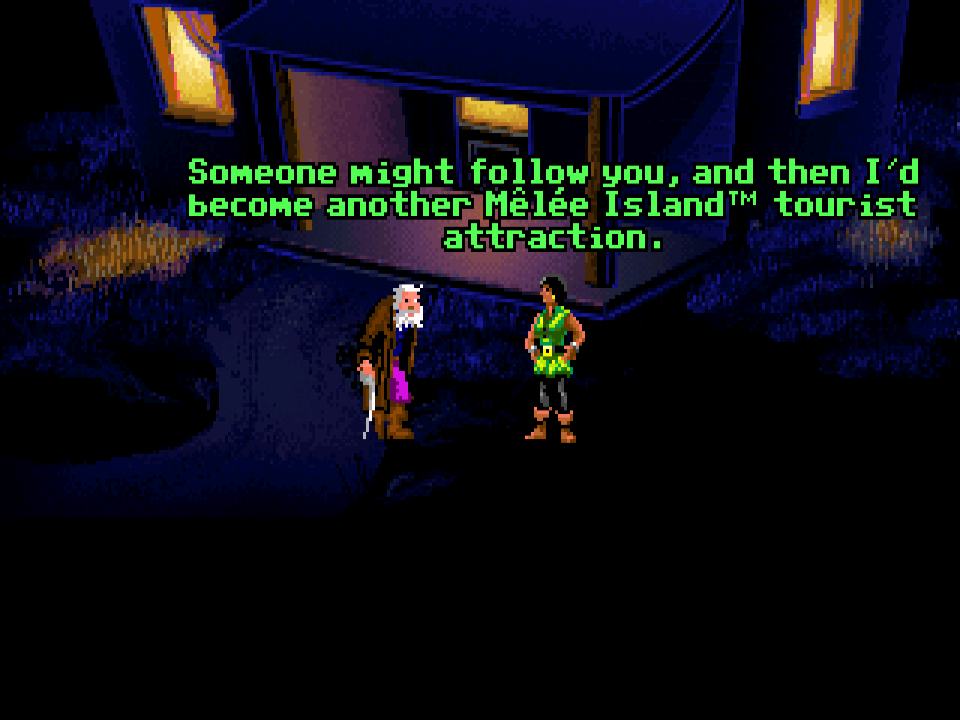 Someone might follow you, and then I'd
become another Mêlée Island™ tourist
attraction.